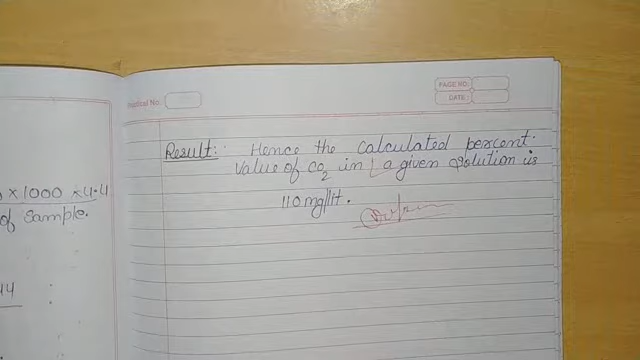 PAGE NO.:
DATE:
Result:- Hence the Calculated percent.
value of CO2 in a given solution is
110 mg/lit.
× 1000 × 4.4
of Sample.
44